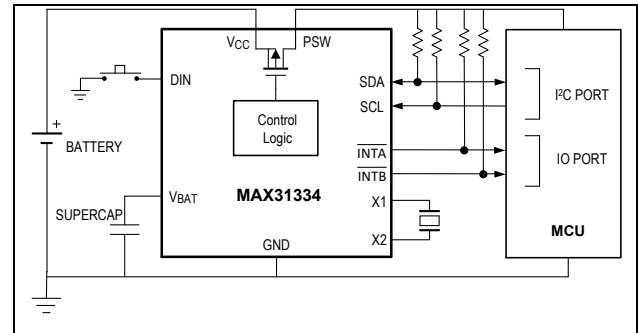 VCC
PSW
DIN
SDA
SCL
I²C PORT
Control
Logic
+
BATTERY
INTA
IO PORT
INTB
VBAT
MAX31334
X1
SUPERCAP
X2
GND
MCU